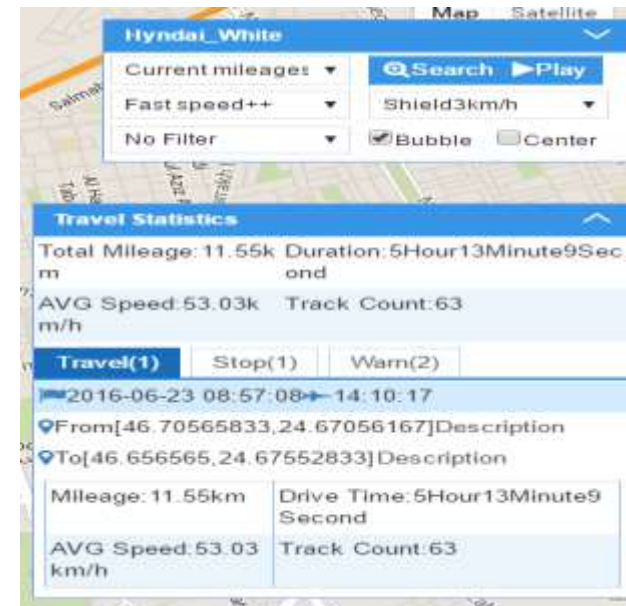 Map Satellite
Hyndai_White
Current mileages
Search Play
Salmah
Fast speed++
Shield3km/h
No Filter
Bubble Center
Travel Statistics
Total Mileage:11.55k
m
Duration:5Hour13Minute9Sec
ond
AVG Speed:53.03k
m/h
Track Count:63
Travel(1) Stop(1) Warn(2)
2016-06-23 08:57:08 14:10:17
From[46.70565833,24.67056167]Description
To[46.656565,24.67552833]Description
Mileage:11.55km
Drive Time:5Hour13Minute9
Second
AVG Speed:53.03
km/h
Track Count:63